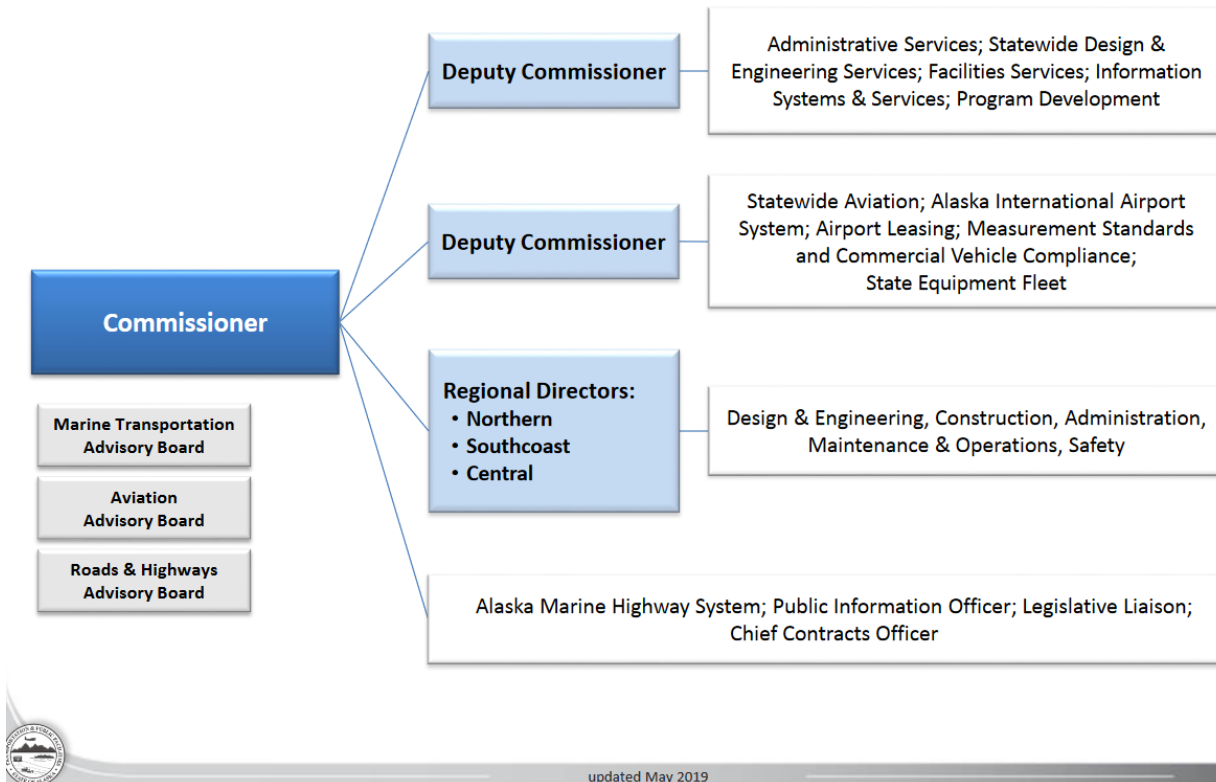 Deputy Commissioner
Administrative Services; Statewide Design &
Engineering Services; Facilities Services; Information
Systems & Services; Program Development
Deputy Commissioner
Statewide Aviation; Alaska International Airport
System; Airport Leasing; Measurement Standards
and Commercial Vehicle Compliance;
State Equipment Fleet
Commissioner
Regional Directors:
• Northern
• Southcoast
• Central
Design & Engineering, Construction, Administration,
Maintenance & Operations, Safety
Marine Transportation
Advisory Board
Aviation
Advisory Board
Roads & Highways
Advisory Board
Alaska Marine Highway System; Public Information Officer; Legislative Liaison;
Chief Contracts Officer
updated May 2019